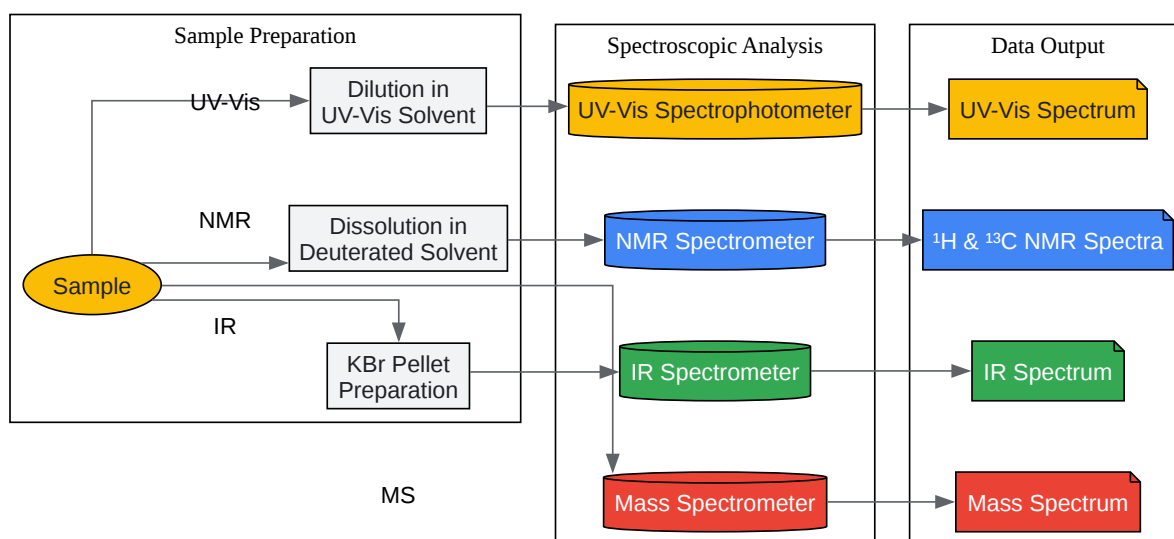 Sample Preparation
Spectroscopic Analysis
Data Output
UV-Vis
Dilution in
UV-Vis Solvent
UV-Vis Spectrophotometer
UV-Vis Spectrum
NMR
Dissolution in
Deuterated Solvent
NMR Spectrometer
¹H & ¹³C NMR Spectra
Sample
IR
KBr Pellet
Preparation
IR Spectrometer
IR Spectrum
MS
Mass Spectrometer
Mass Spectrum